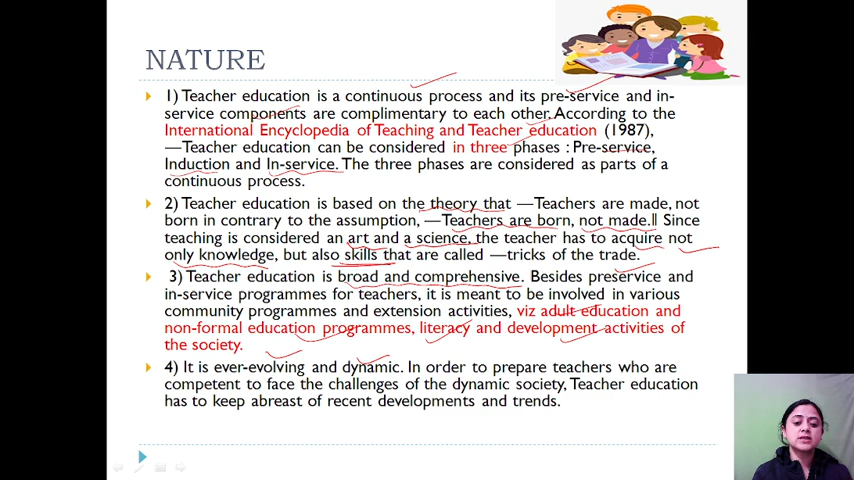 NATURE
1) Teacher education is a continuous process and its pre-service and in-
service components are complimentary to each other. According to the
International Encyclopedia of Teaching and Teacher education (1987),
—Teacher education can be considered in three phases : Pre-service,
Induction and In-service. The three phases are considered as parts of a
continuous process.
2) Teacher education is based on the theory that —Teachers are made, not
born in contrary to the assumption, —Teachers are born, not made.‖ Since
teaching is considered an art and a science, the teacher has to acquire not
only knowledge, but also skills that are called —tricks of the trade.
3) Teacher education is broad and comprehensive. Besides preservice and
in-service programmes for teachers, it is meant to be involved in various
community programmes and extension activities, viz adult education and
non-formal education programmes, literacy and development activities of
the society.
4) It is ever-evolving and dynamic. In order to prepare teachers who are
competent to face the challenges of the dynamic society, Teacher education
has to keep abreast of recent developments and trends.